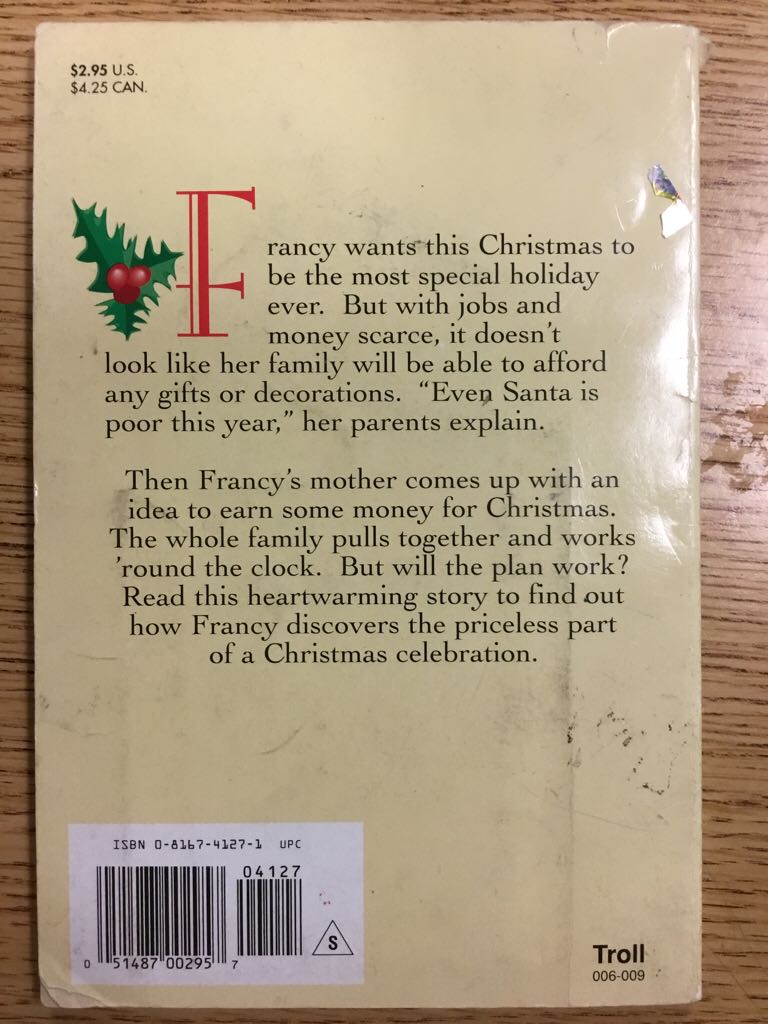 $2.95 U.S.
$4.25 CAN.
Francy wants this Christmas to
be the most special holiday
ever. But with jobs and
money scarce, it doesn't
look like her family will be able to afford
any gifts or decorations. “Even Santa is
poor this year,” her parents explain.
Then Francy's mother comes up with an
idea to earn some money for Christmas.
The whole family pulls together and works
'round the clock. But will the plan work?
Read this heartwarming story to find out
how Francy discovers the priceless part
of a Christmas celebration.
ISBN 0-8167-4127-1 UPC
04127
0 51487 00295 7
S
Troll
006-009